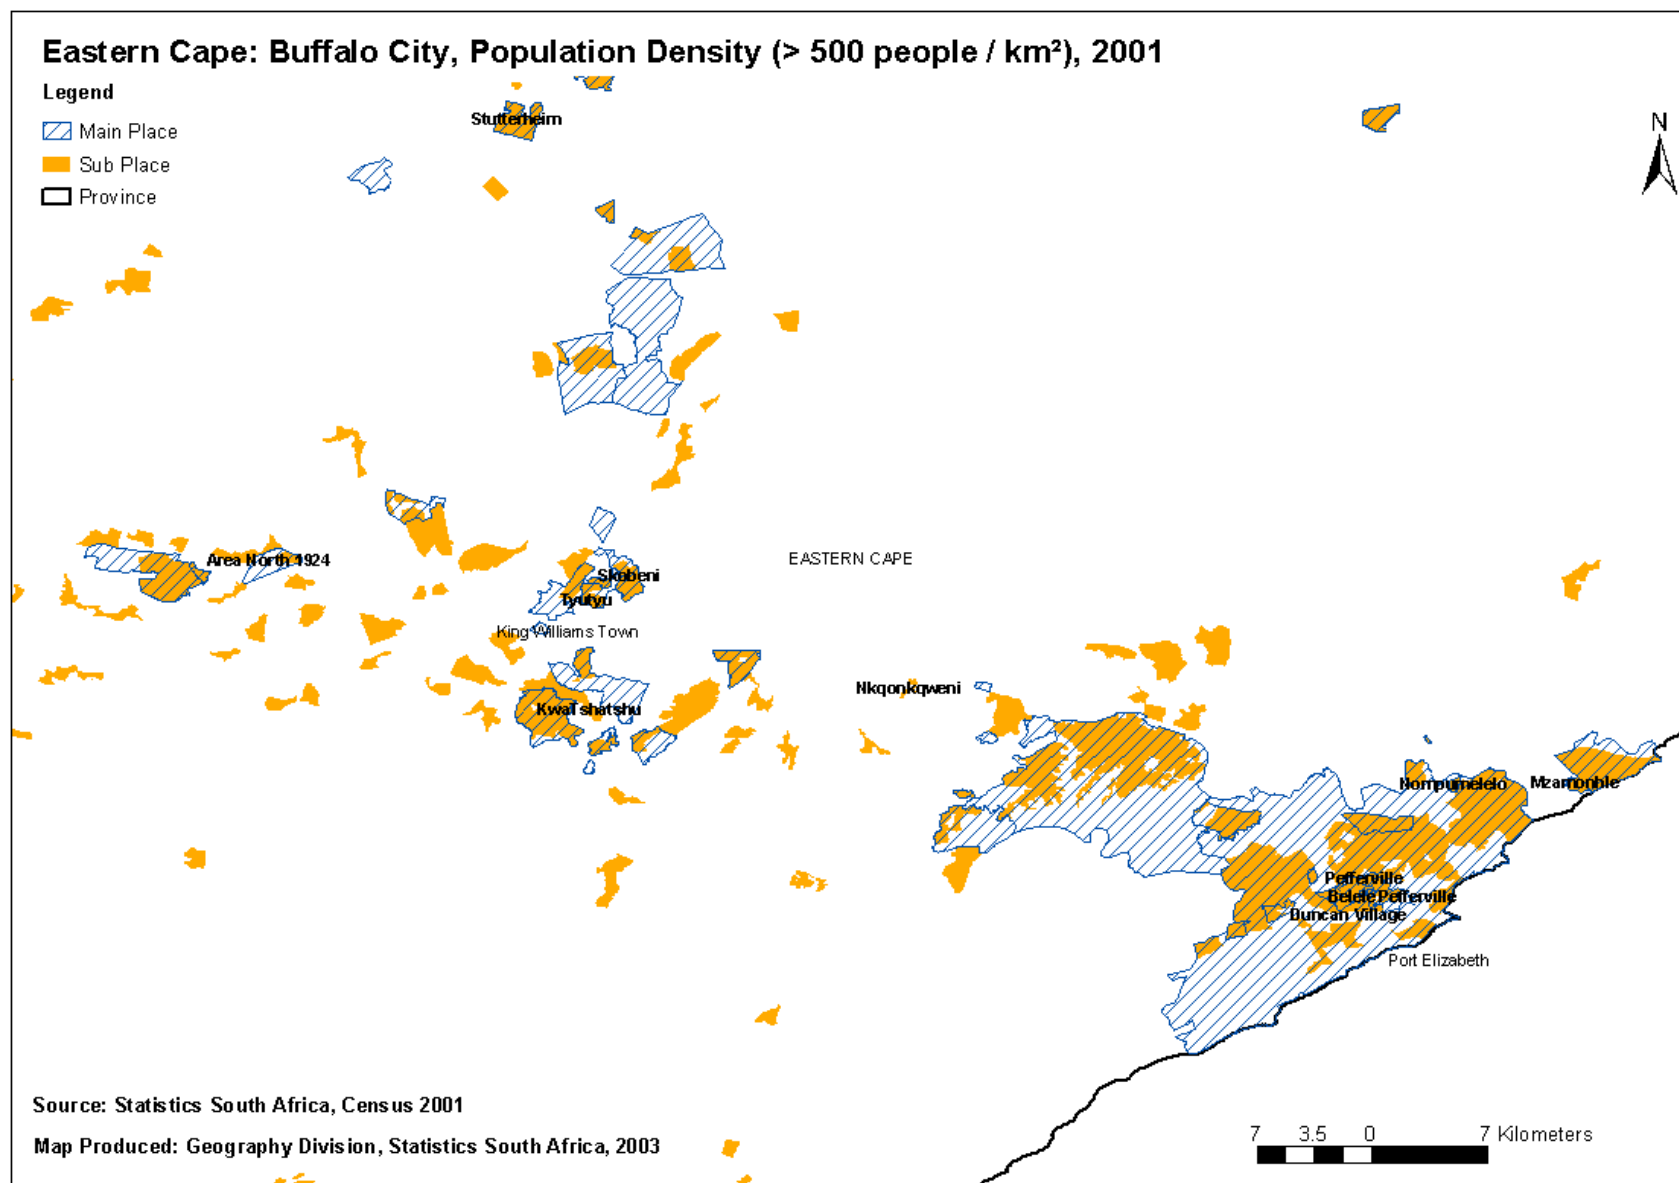 Eastern Cape: Buffalo City, Population Density (> 500 people / km²), 2001
Legend
Main Place
Sub Place
Province
N
Stutterheim
Area North 1924
EASTERN CAPE
Skobeni
Tyutyu
King Williams Town
Nkqonkqweni
KwaTshatshu
Nompumelelo
Mzamonhle
Pefferville
Belele Pefferville
Duncan Village
Port Elizabeth
Source: Statistics South Africa, Census 2001
Map Produced: Geography Division, Statistics South Africa, 2003
7 3.5 0 7 Kilometers